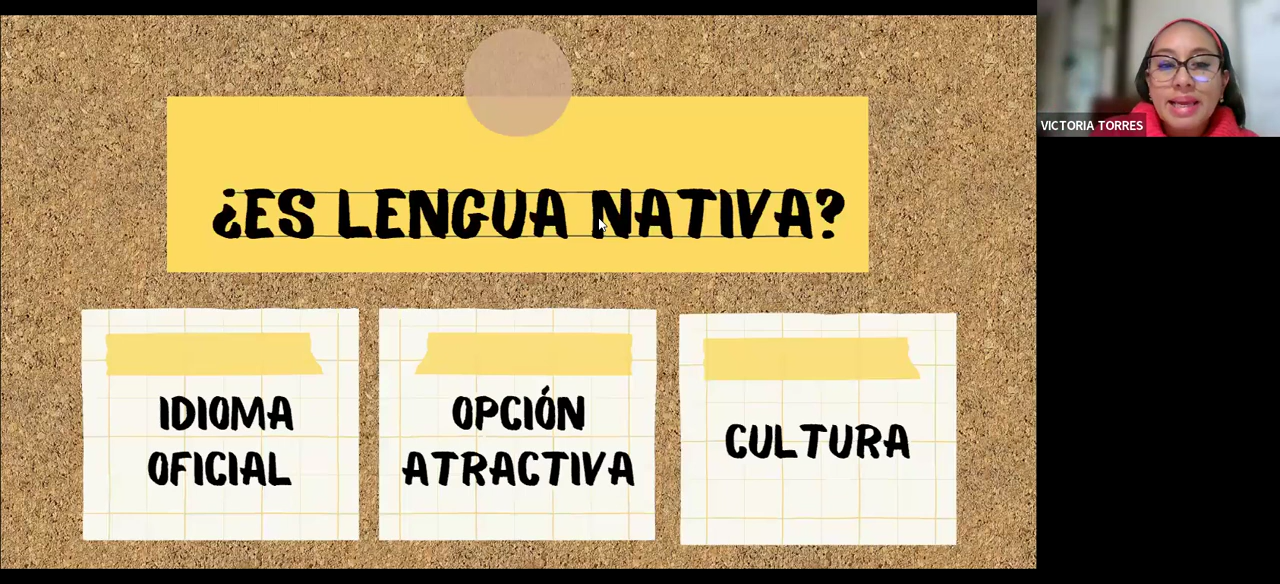 ¿ES LENGUA NATIVA?
IDIOMA
OFICIAL
OPCIÓN
ATRACTIVA
CULTURA
VICTORIA TORRES